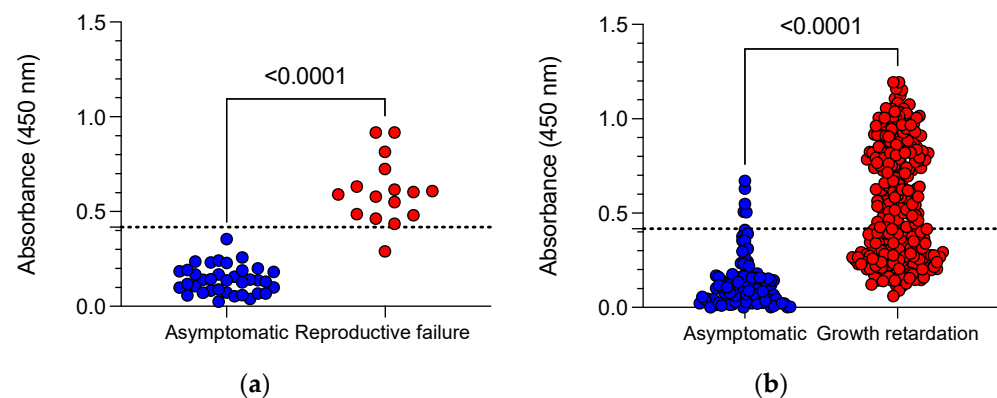 <0.0001
Absorbance (450 nm)
1.5
1.0
0.5
0.0
Asymptomatic Reproductive failure
(a)
<0.0001
Absorbance (450 nm)
1.5
1.0
0.5
0.0
Asymptomatic Growth retardation
(b)